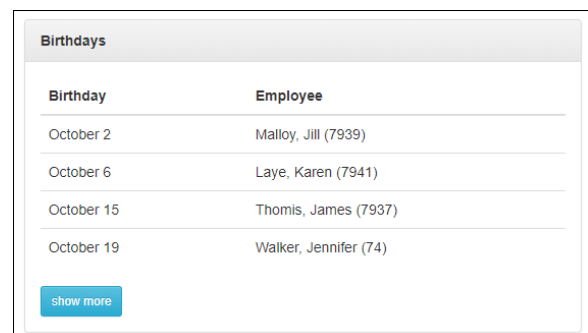 Birthdays
Birthday Employee
October 2 Malloy, Jill (7939)
October 6 Laye, Karen (7941)
October 15 Thomis, James (7937)
October 19 Walker, Jennifer (74)
show more